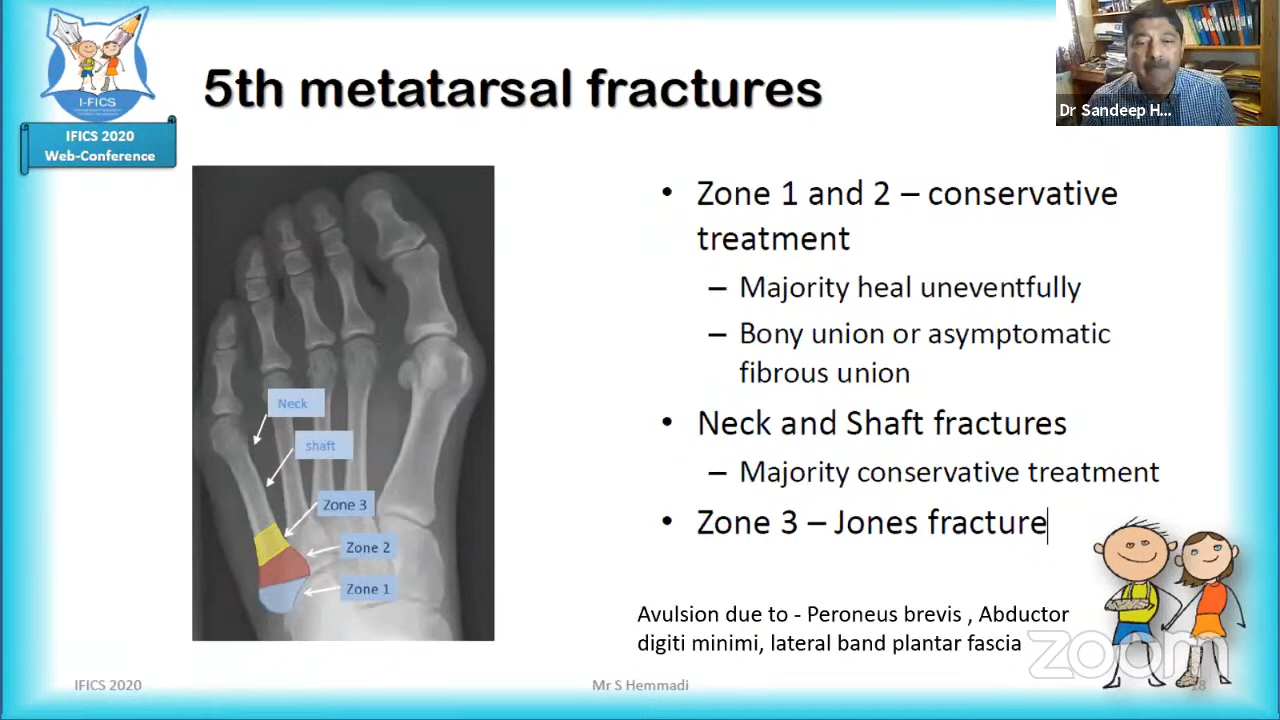 I-FICS
IFICS 2020
Web-Conference
5th metatarsal fractures
Dr Sandeep H...
Neck
shaft
Zone 3
Zone 2
Zone 1
• Zone 1 and 2 – conservative
treatment
– Majority heal uneventfully
– Bony union or asymptomatic
fibrous union
• Neck and Shaft fractures
– Majority conservative treatment
• Zone 3 – Jones fracture
Avulsion due to - Peroneus brevis , Abductor
digiti minimi, lateral band plantar fascia
zoom
IFICS 2020
Mr S Hemmadi
18